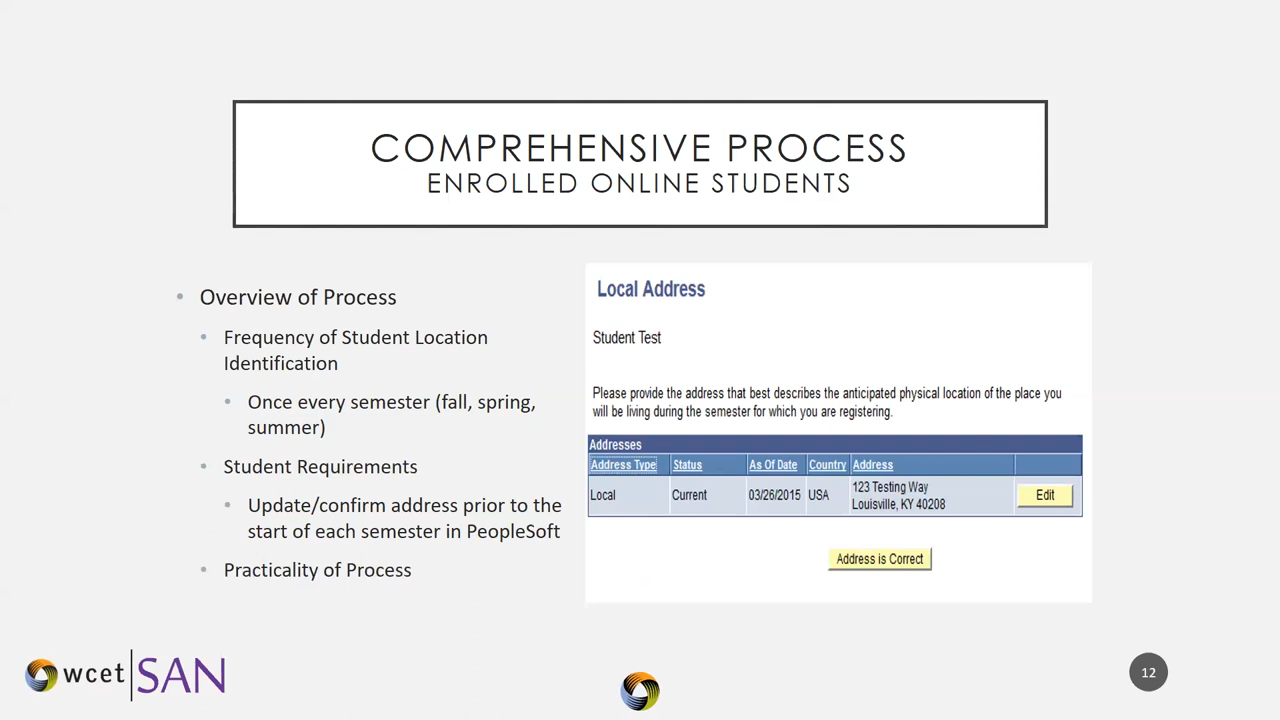 COMPREHENSIVE PROCESS
ENROLLED ONLINE STUDENTS
• Overview of Process
• Frequency of Student Location
Identification
• Once every semester (fall, spring,
summer)
• Student Requirements
• Update/confirm address prior to the
start of each semester in PeopleSoft
• Practicality of Process
Local Address
Student Test
Please provide the address that best describes the anticipated physical location of the place you
will be living during the semester for which you are registering.
Addresses
Address Type Status As Of Date Country Address
Local Current 03/26/2015 USA 123 Testing Way
Louisville, KY 40208
Edit
Address is Correct
wcet SAN
12